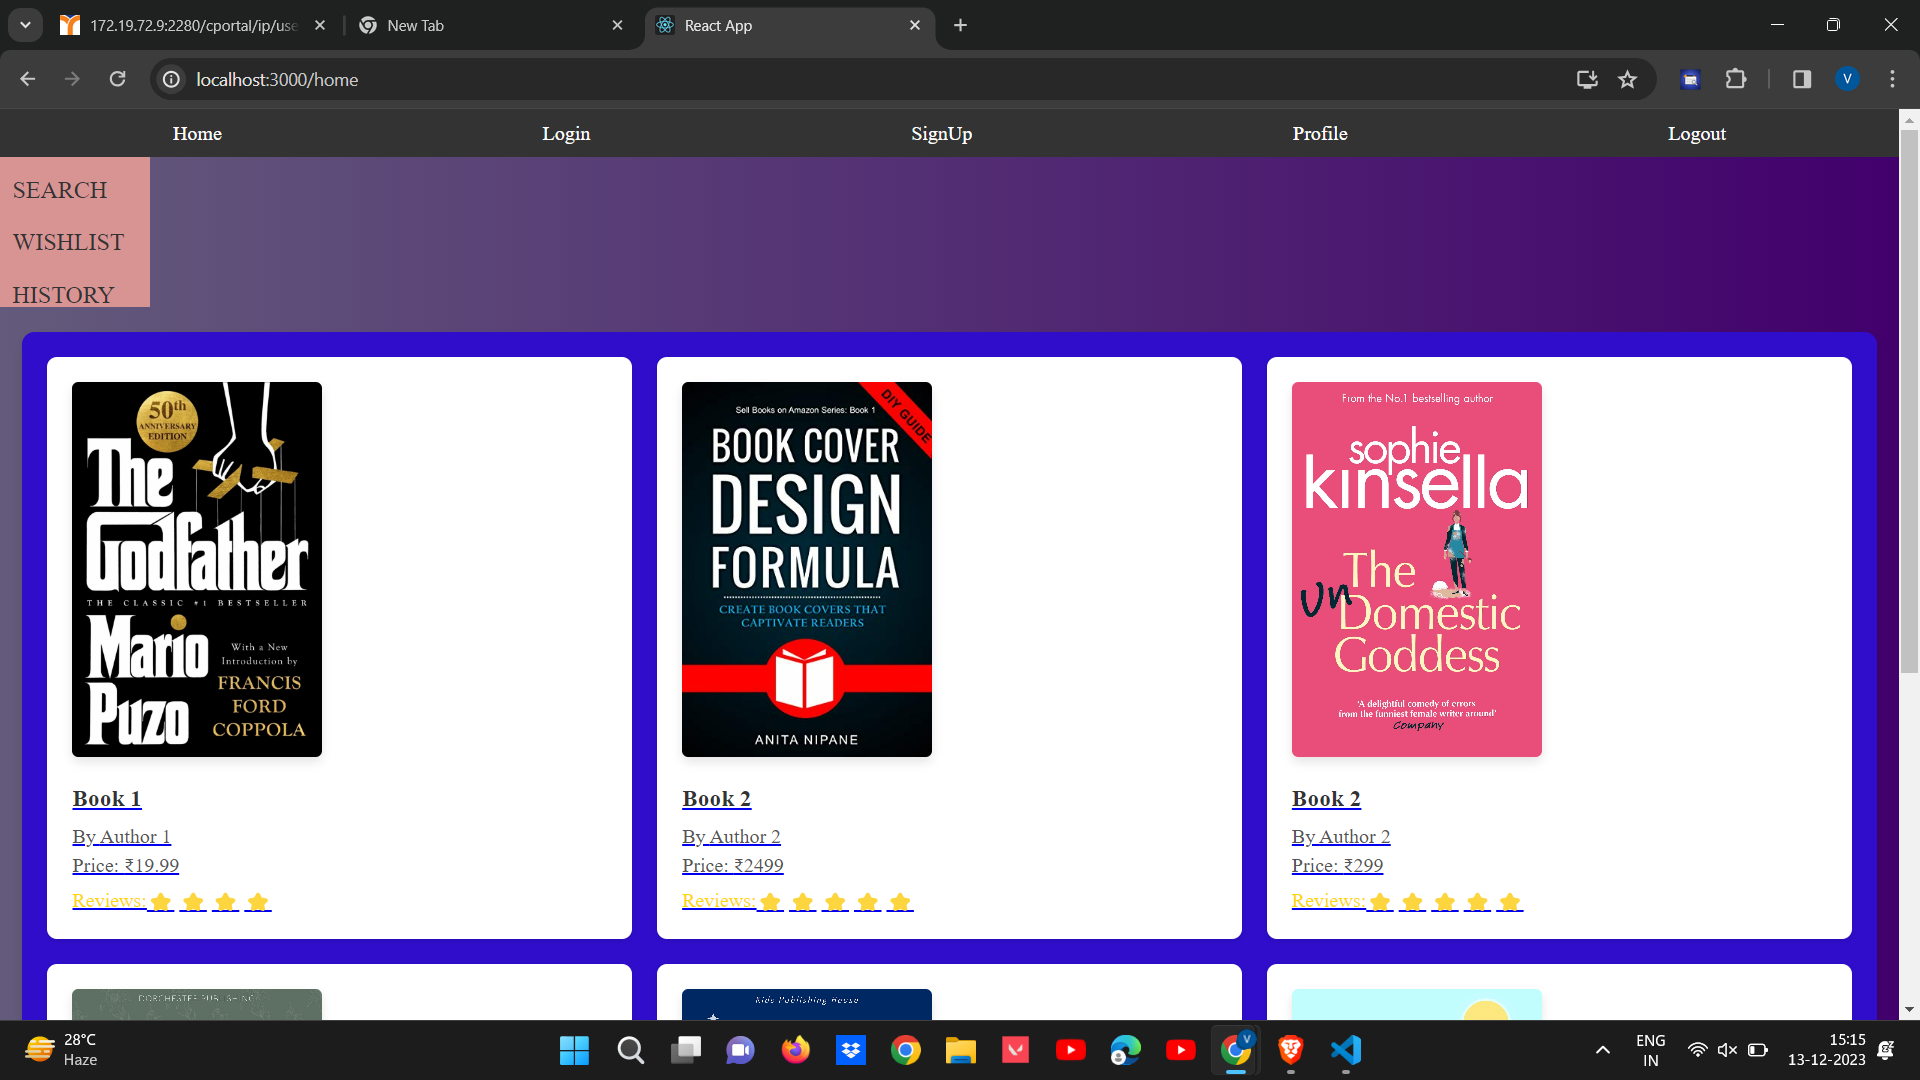 172.19.72.9:2280/cportal/ip/use
New Tab
React App
localhost:3000/home
V
Home
Login
SignUp
Profile
Logout
SEARCH
WISHLIST
HISTORY
50th
ANNIVERSARY
EDITION
The
Godfather
THE CLASSIC #1 BESTSELLER
Mario
Puzo
With a New
Introduction by
FRANCIS
FORD
COPPOLA
Book 1
By Author 1
Price: ₹19.99
Reviews:
Sell Books on Amazon Series: Book 1
DIY GUIDE
BOOK COVER
DESIGN
FORMULA
CREATE BOOK COVERS THAT
CAPTIVATE READERS
ANITA NIPANE
Book 2
By Author 2
Price: ₹2499
Reviews:
From the No.1 bestselling author
sophie
kinsella
The
un
Domestic
Goddess
'A delightful comedy of errors
from the funniest female writer around'
Company
Book 2
By Author 2
Price: ₹299
Reviews:
DORCHESTER PUBLISHING
Kids Publishing House
28°C
Haze
V
ENG
IN
15:15
13-12-2023